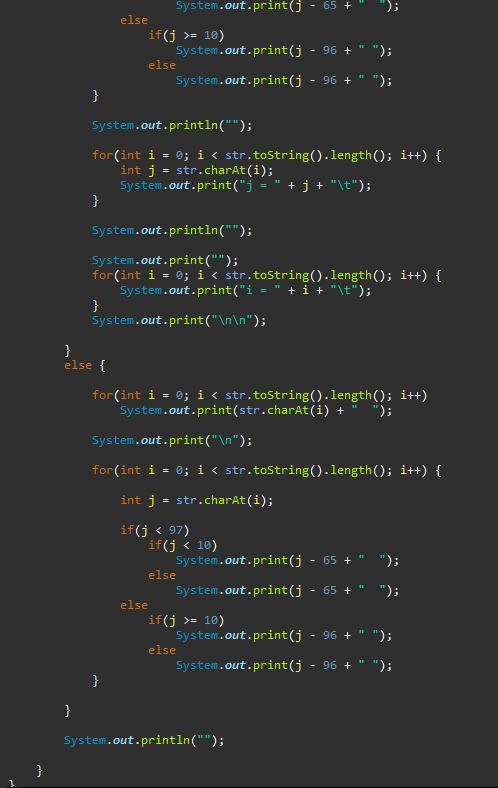 System.out.print(j - 65 + "  ");
else
if(j >= 10)
System.out.print(j - 96 + " ");
else
System.out.print(j - 96 + " ");
}
System.out.println("");
for(int i = 0; i < str.toString().length(); i++) {
int j = str.charAt(i);
System.out.print("j = " + j + "\t");
}
System.out.println("");
System.out.print("");
for(int i = 0; i < str.toString().length(); i++) {
System.out.print("i = " + i + "\t");
}
System.out.print("\n\n");
}
else {
for(int i = 0; i < str.toString().length(); i++)
System.out.print(str.charAt(i) + "  ");
System.out.print("\n");
for(int i = 0; i < str.toString().length(); i++) {
int j = str.charAt(i);
if(j < 97)
if(j < 10)
System.out.print(j - 65 + "  ");
else
System.out.print(j - 65 + "  ");
else
if(j >= 10)
System.out.print(j - 96 + " ");
else
System.out.print(j - 96 + " ");
}
}
System.out.println("");
}
}